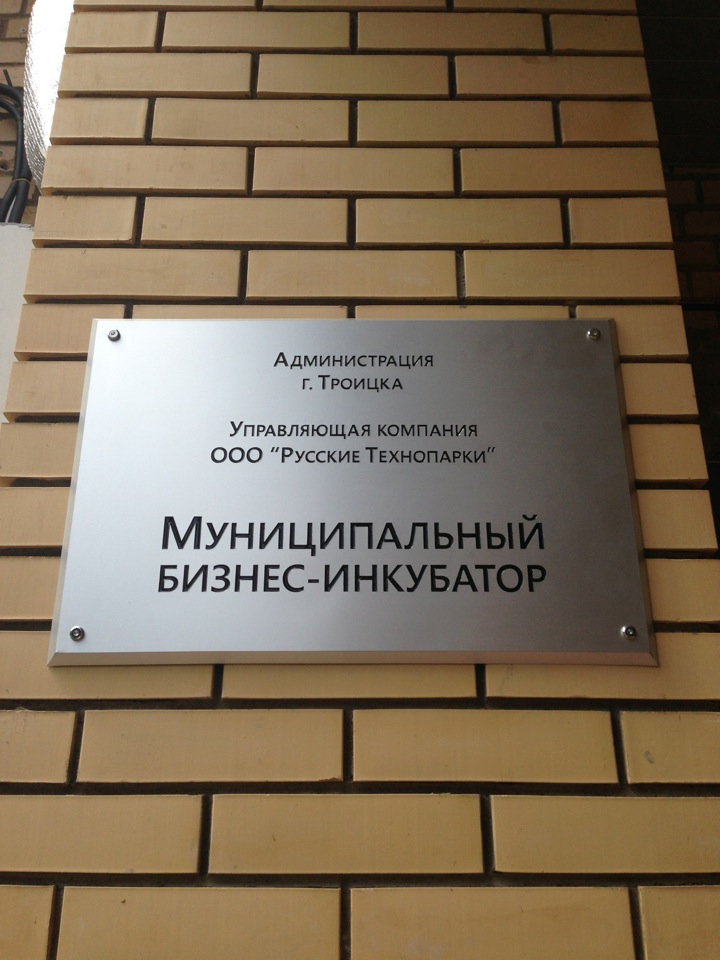 Администрация
г. Троицка
Управляющая компания
ООО "Русские Технопарки"
Муниципальный
бизнес-инкубатор